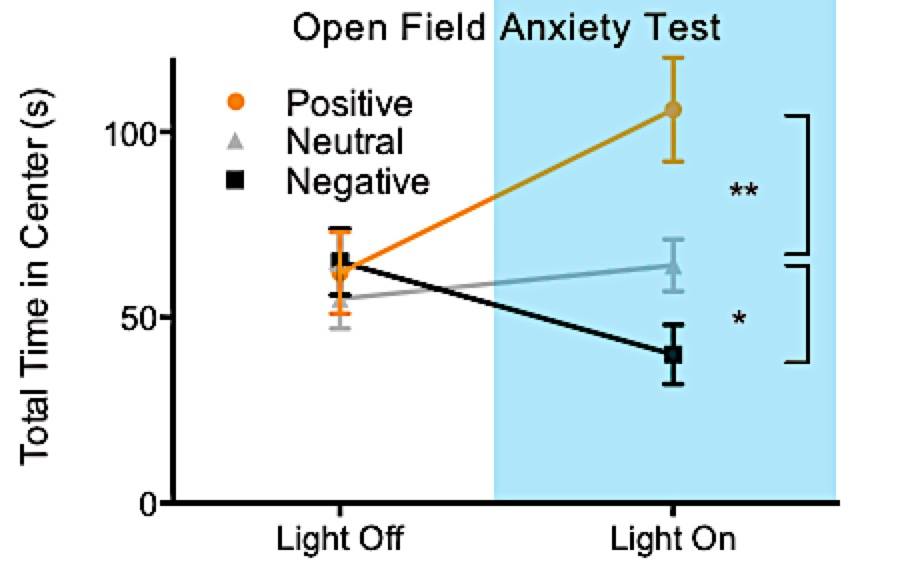 Open Field Anxiety Test
Total Time in Center (s)
Positive
Neutral
Negative
100
50
0
**
*
Light Off
Light On